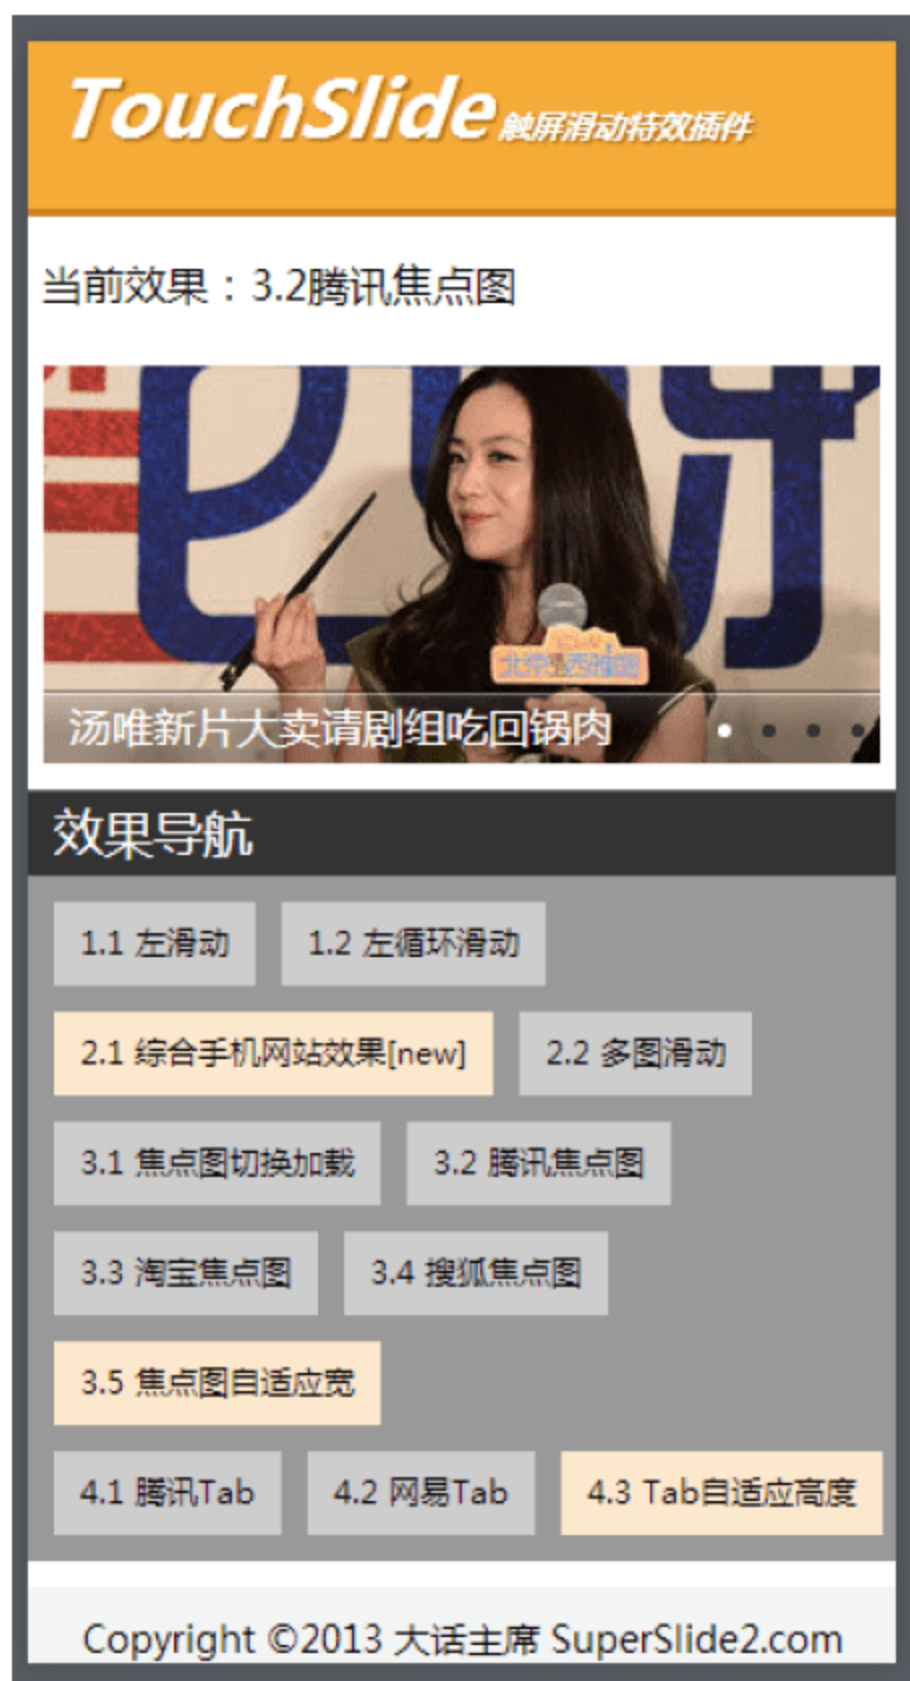 TouchSlide 触屏滑动特效插件
当前效果：3.2腾讯焦点图
汤唯新片大卖请剧组吃回锅肉
效果导航
1.1 左滑动 1.2 左循环滑动
2.1 综合手机网站效果[new] 2.2 多图滑动
3.1 焦点图切换加载 3.2 腾讯焦点图
3.3 淘宝焦点图 3.4 搜狐焦点图
3.5 焦点图自适应宽
4.1 腾讯Tab 4.2 网易Tab 4.3 Tab自适应高度
Copyright ©2013 大话主席 SuperSlide2.com